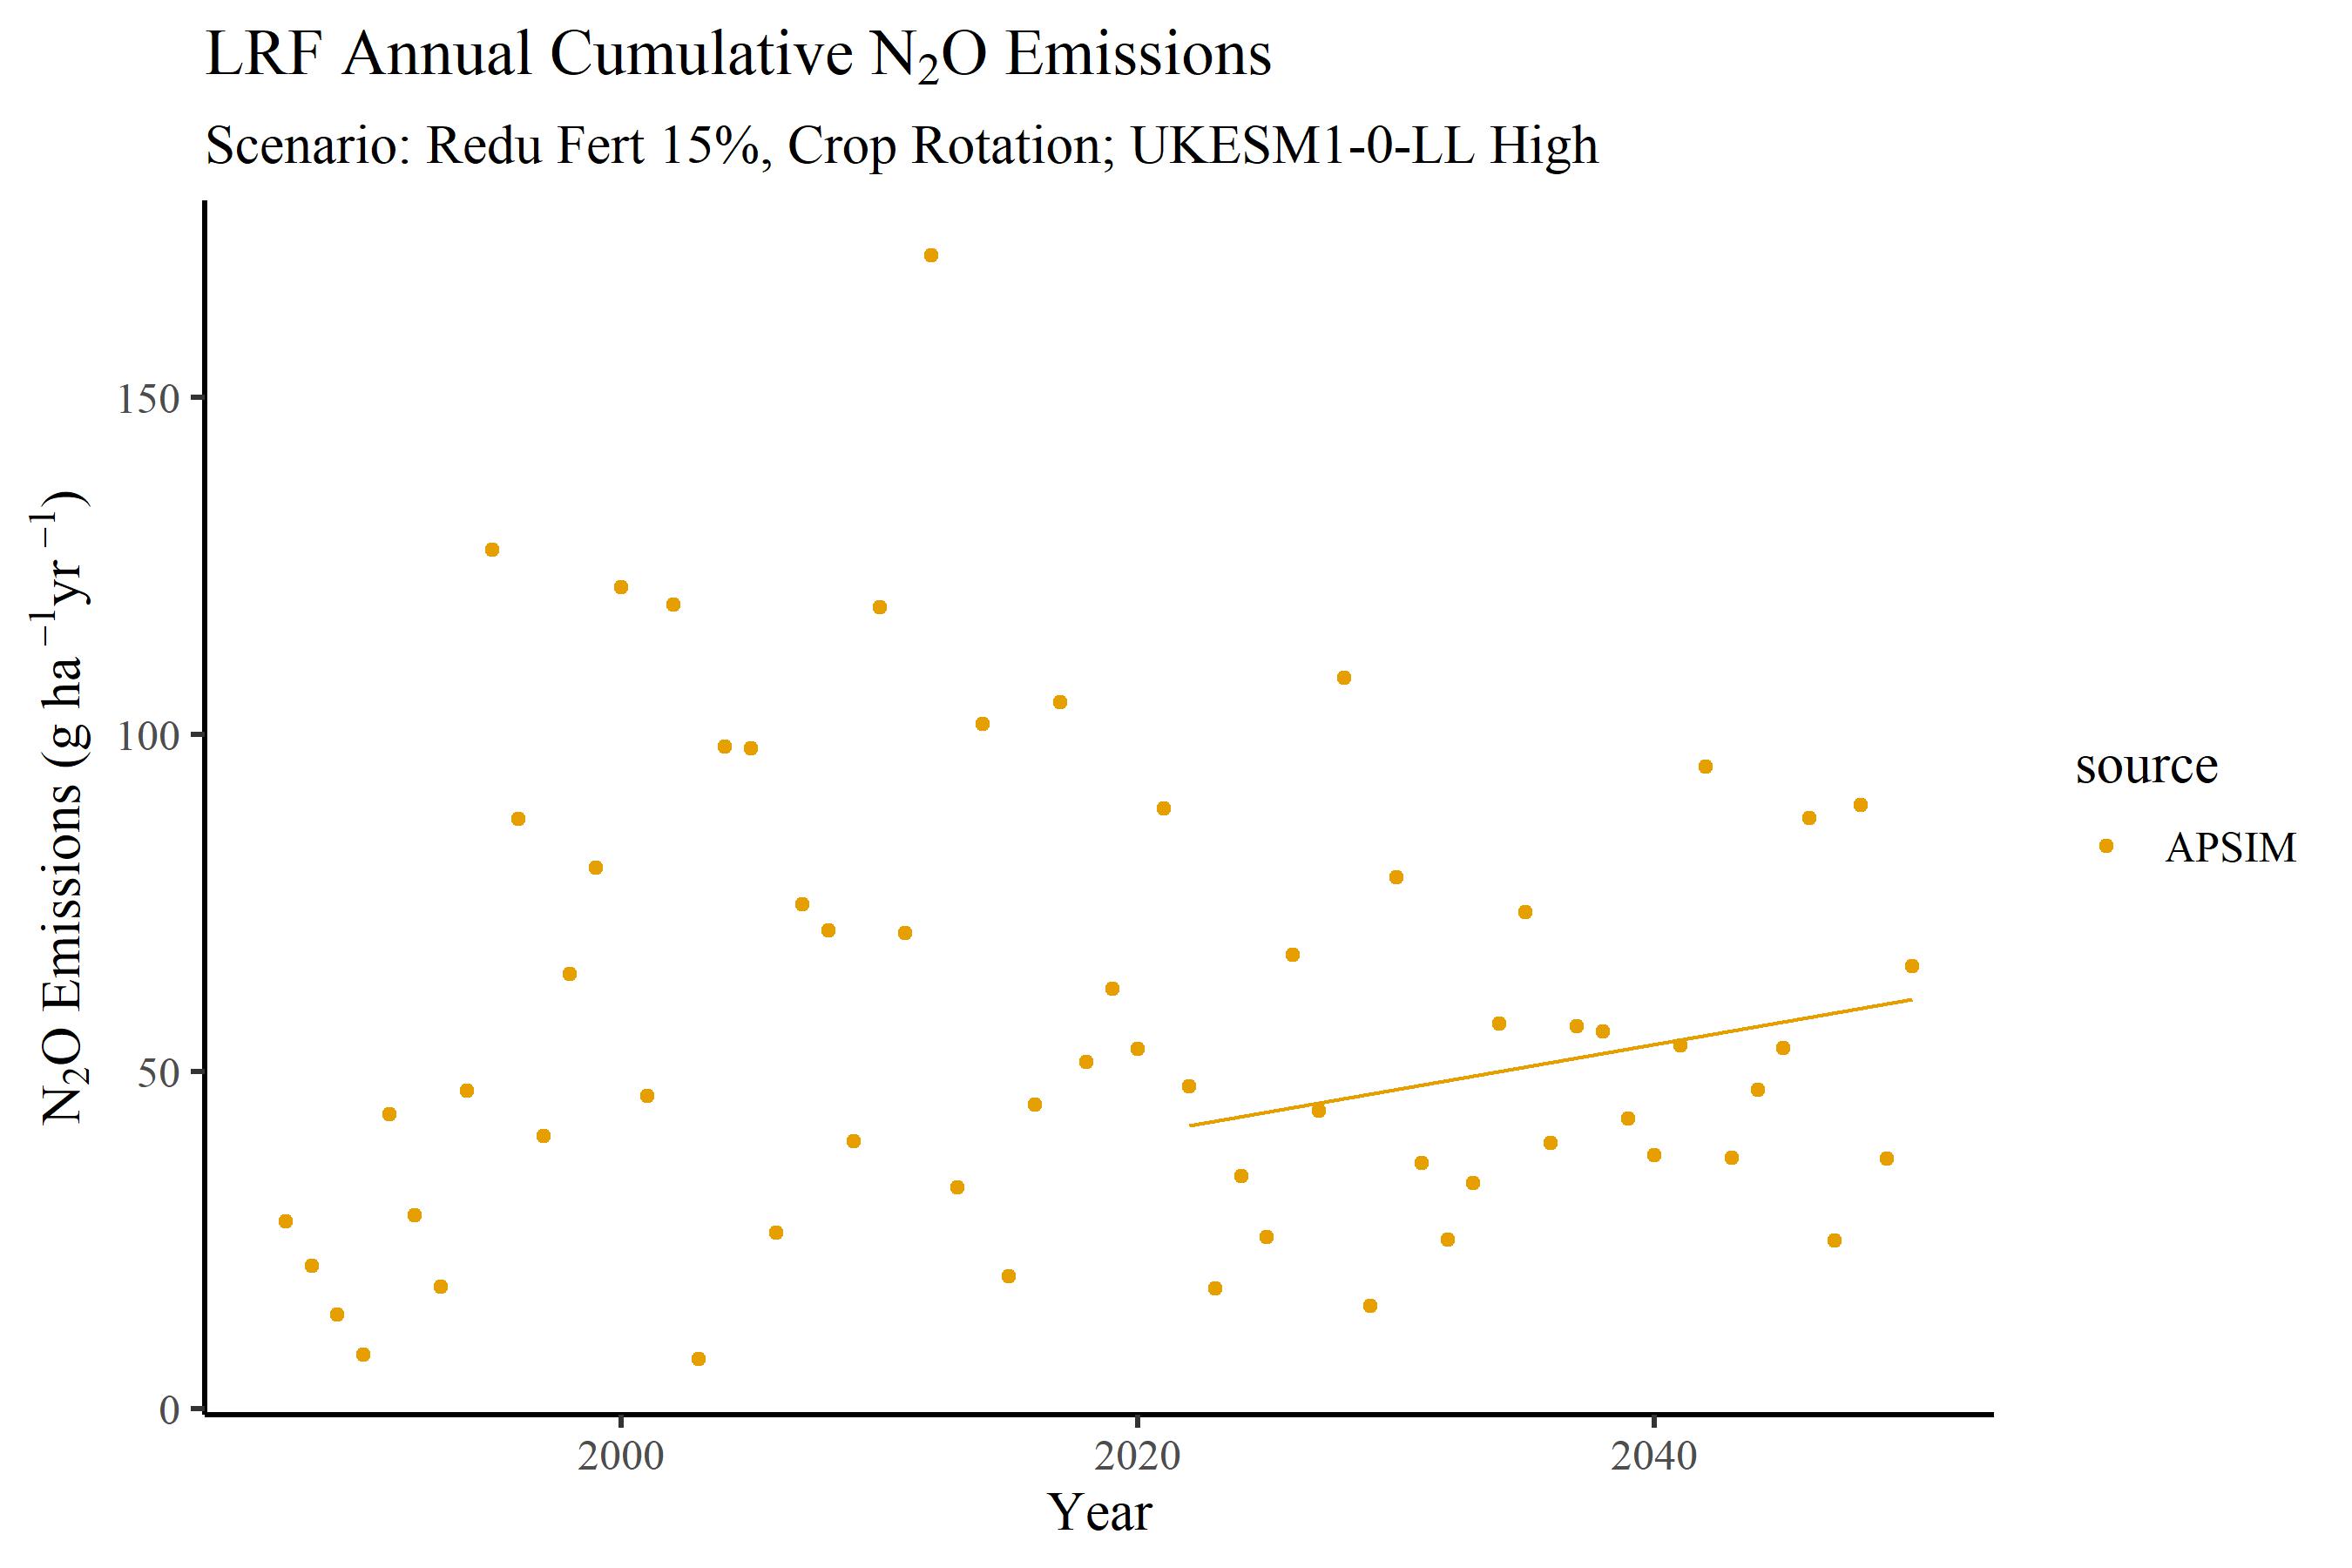 LRF Annual Cumulative N₂O Emissions
Scenario: Redu Fert 15%, Crop Rotation; UKESM1-0-LL High
N₂O Emissions (g ha ⁻¹yr ⁻¹)
150
100
50
0
2000 2020 2040
Year
source
APSIM